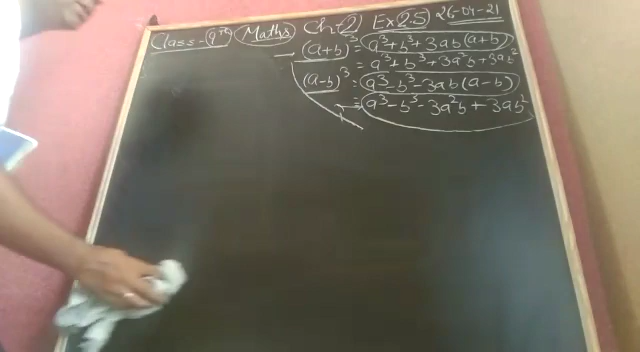 Class - 9th Maths Ch-2 Ex 2.5 26-04-21
(a+b)³ = a³+b³+3ab(a+b)
= a³+b³+3a²b+3ab²
(a-b)³ = a³-b³-3ab(a-b)
= a³-b³-3a²b+3ab²